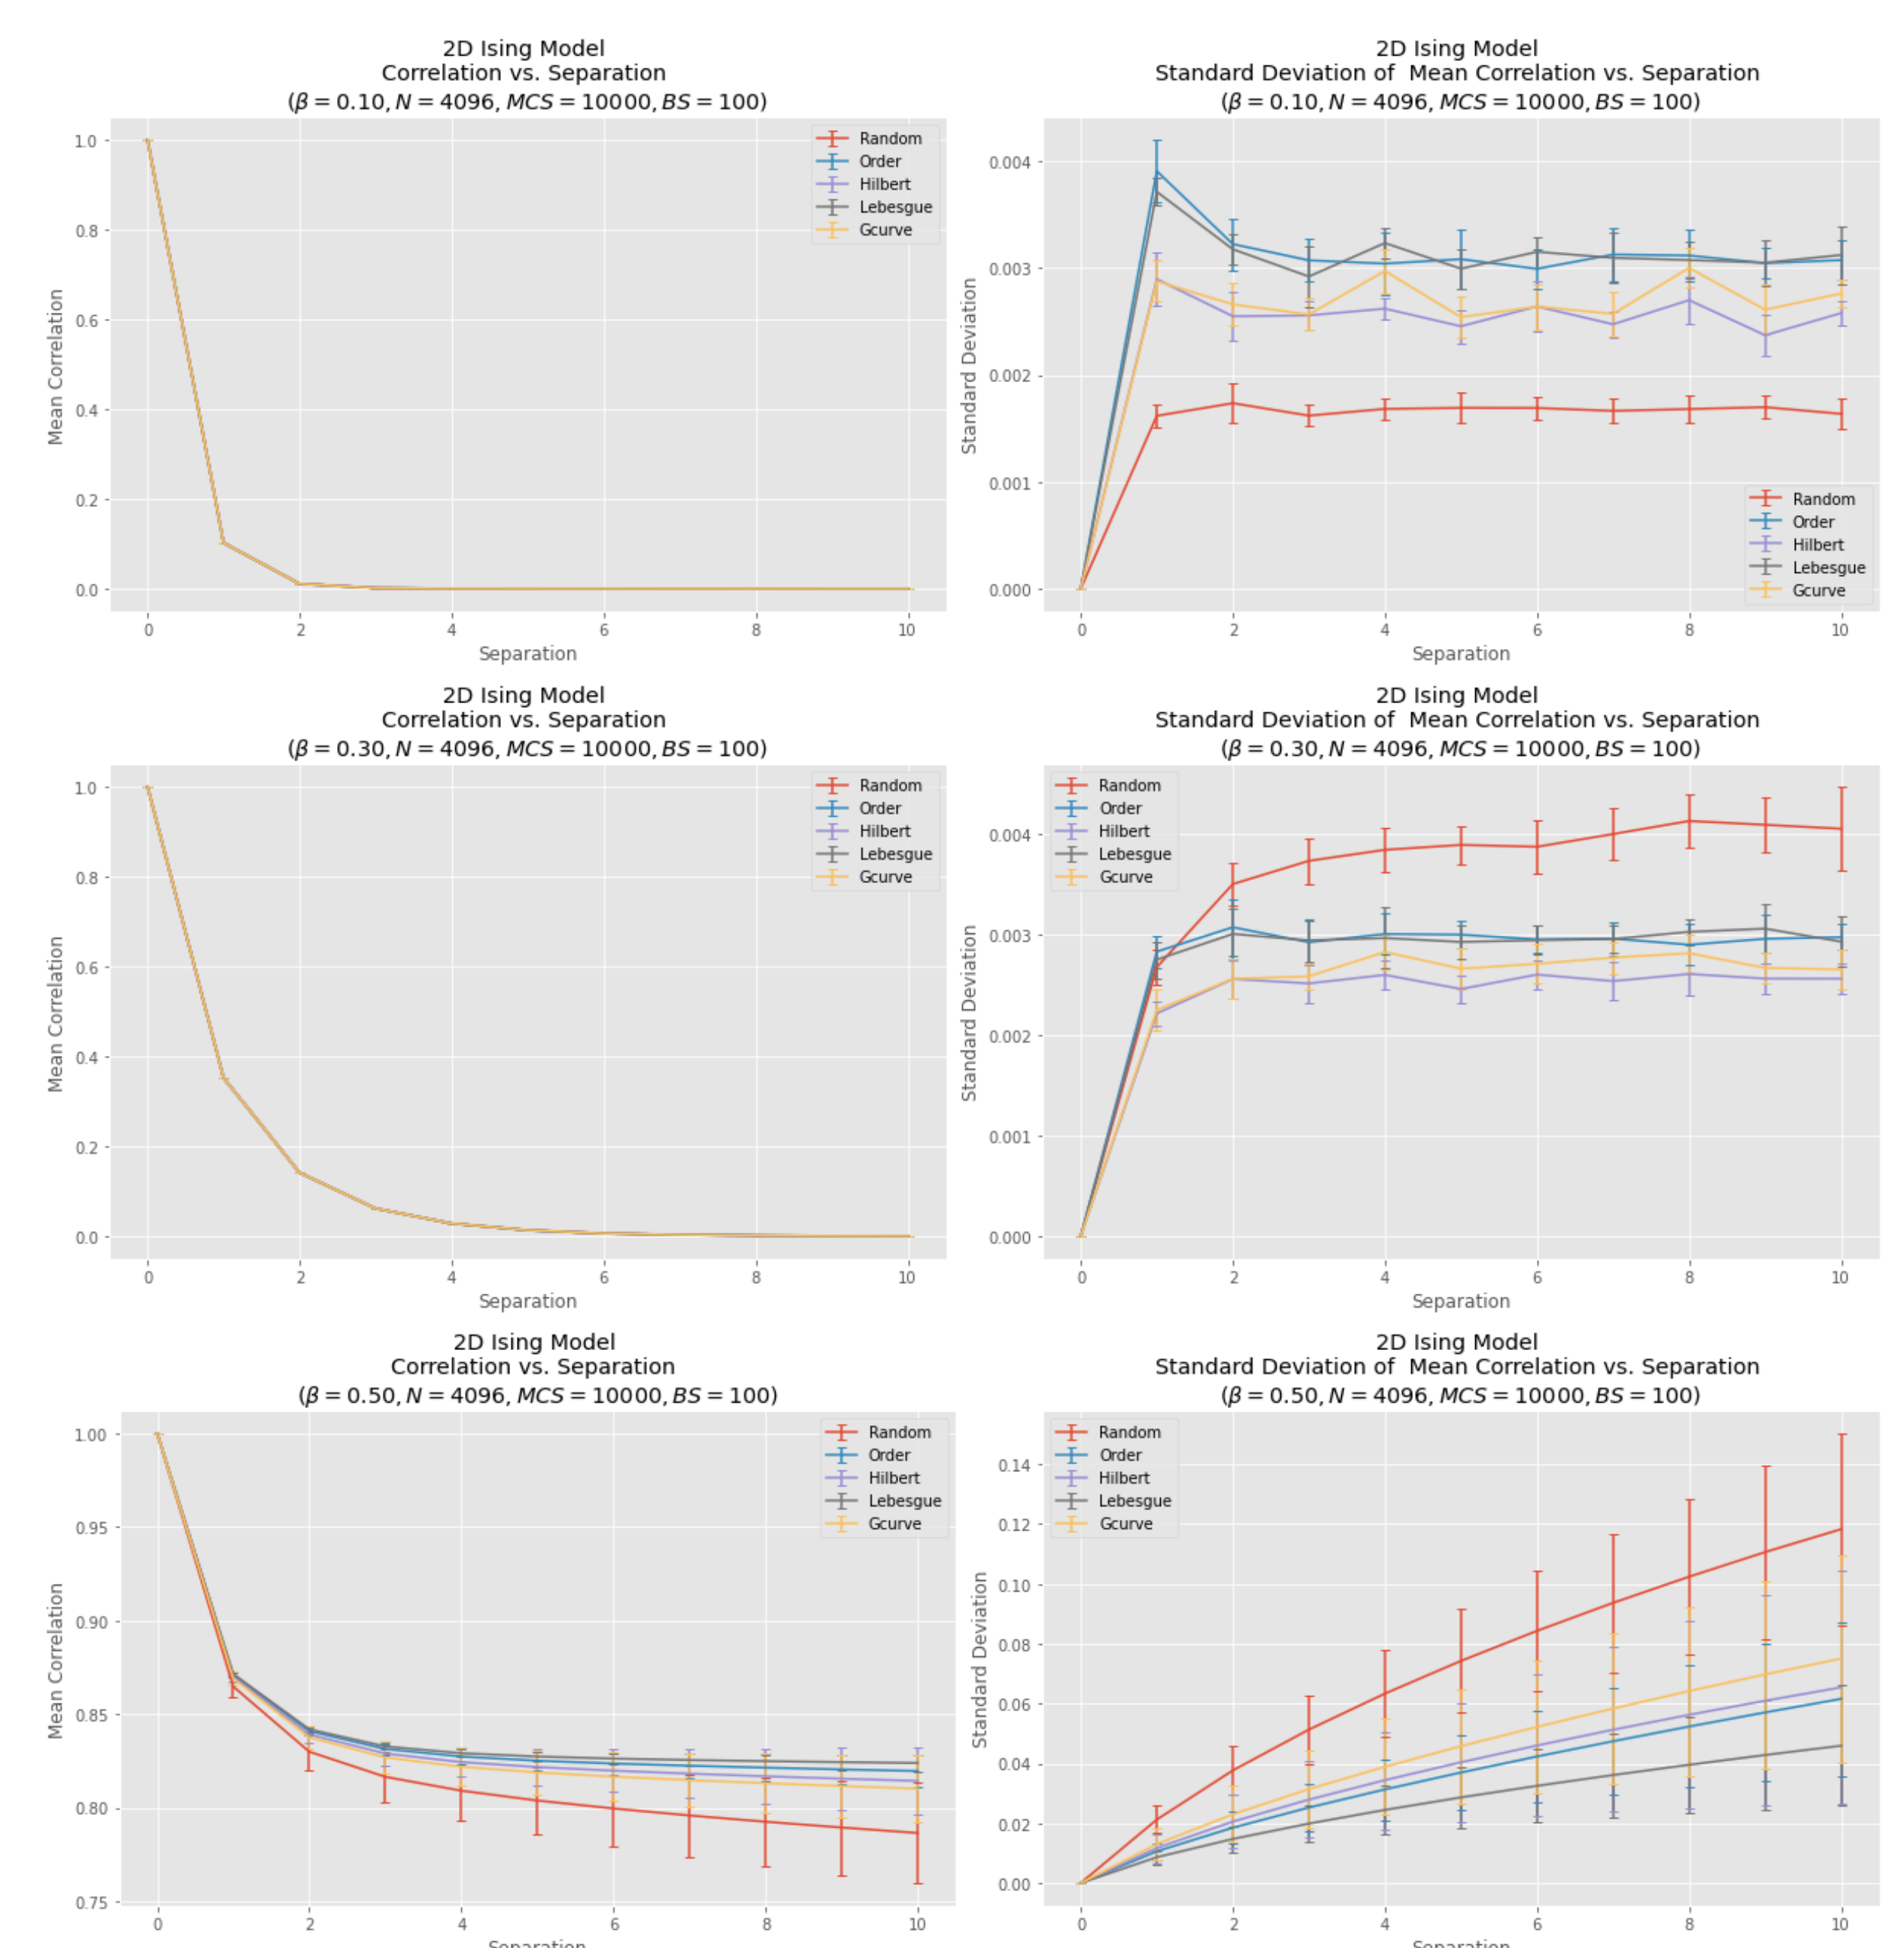 2D Ising Model
Correlation vs. Separation
(β = 0.10, N = 4096, MCS = 10000, BS = 100)
1.0
0.8
0.6
0.4
0.2
0.0
Mean Correlation
0 2 4 6 8 10
Separation
Random
Order
Hilbert
Lebesgue
Gcurve
2D Ising Model
Standard Deviation of  Mean Correlation vs. Separation
(β = 0.10, N = 4096, MCS = 10000, BS = 100)
0.004
0.003
0.002
0.001
0.000
Standard Deviation
0 2 4 6 8 10
Separation
Random
Order
Hilbert
Lebesgue
Gcurve
2D Ising Model
Correlation vs. Separation
(β = 0.30, N = 4096, MCS = 10000, BS = 100)
1.0
0.8
0.6
0.4
0.2
0.0
Mean Correlation
0 2 4 6 8 10
Separation
Random
Order
Hilbert
Lebesgue
Gcurve
2D Ising Model
Standard Deviation of  Mean Correlation vs. Separation
(β = 0.30, N = 4096, MCS = 10000, BS = 100)
0.004
0.003
0.002
0.001
0.000
Standard Deviation
0 2 4 6 8 10
Separation
Random
Order
Hilbert
Lebesgue
Gcurve
2D Ising Model
Correlation vs. Separation
(β = 0.50, N = 4096, MCS = 10000, BS = 100)
1.00
0.95
0.90
0.85
0.80
0.75
Mean Correlation
0 2 4 6 8 10
Separation
Random
Order
Hilbert
Lebesgue
Gcurve
2D Ising Model
Standard Deviation of  Mean Correlation vs. Separation
(β = 0.50, N = 4096, MCS = 10000, BS = 100)
0.14
0.12
0.10
0.08
0.06
0.04
0.02
0.00
Standard Deviation
0 2 4 6 8 10
Separation
Random
Order
Hilbert
Lebesgue
Gcurve